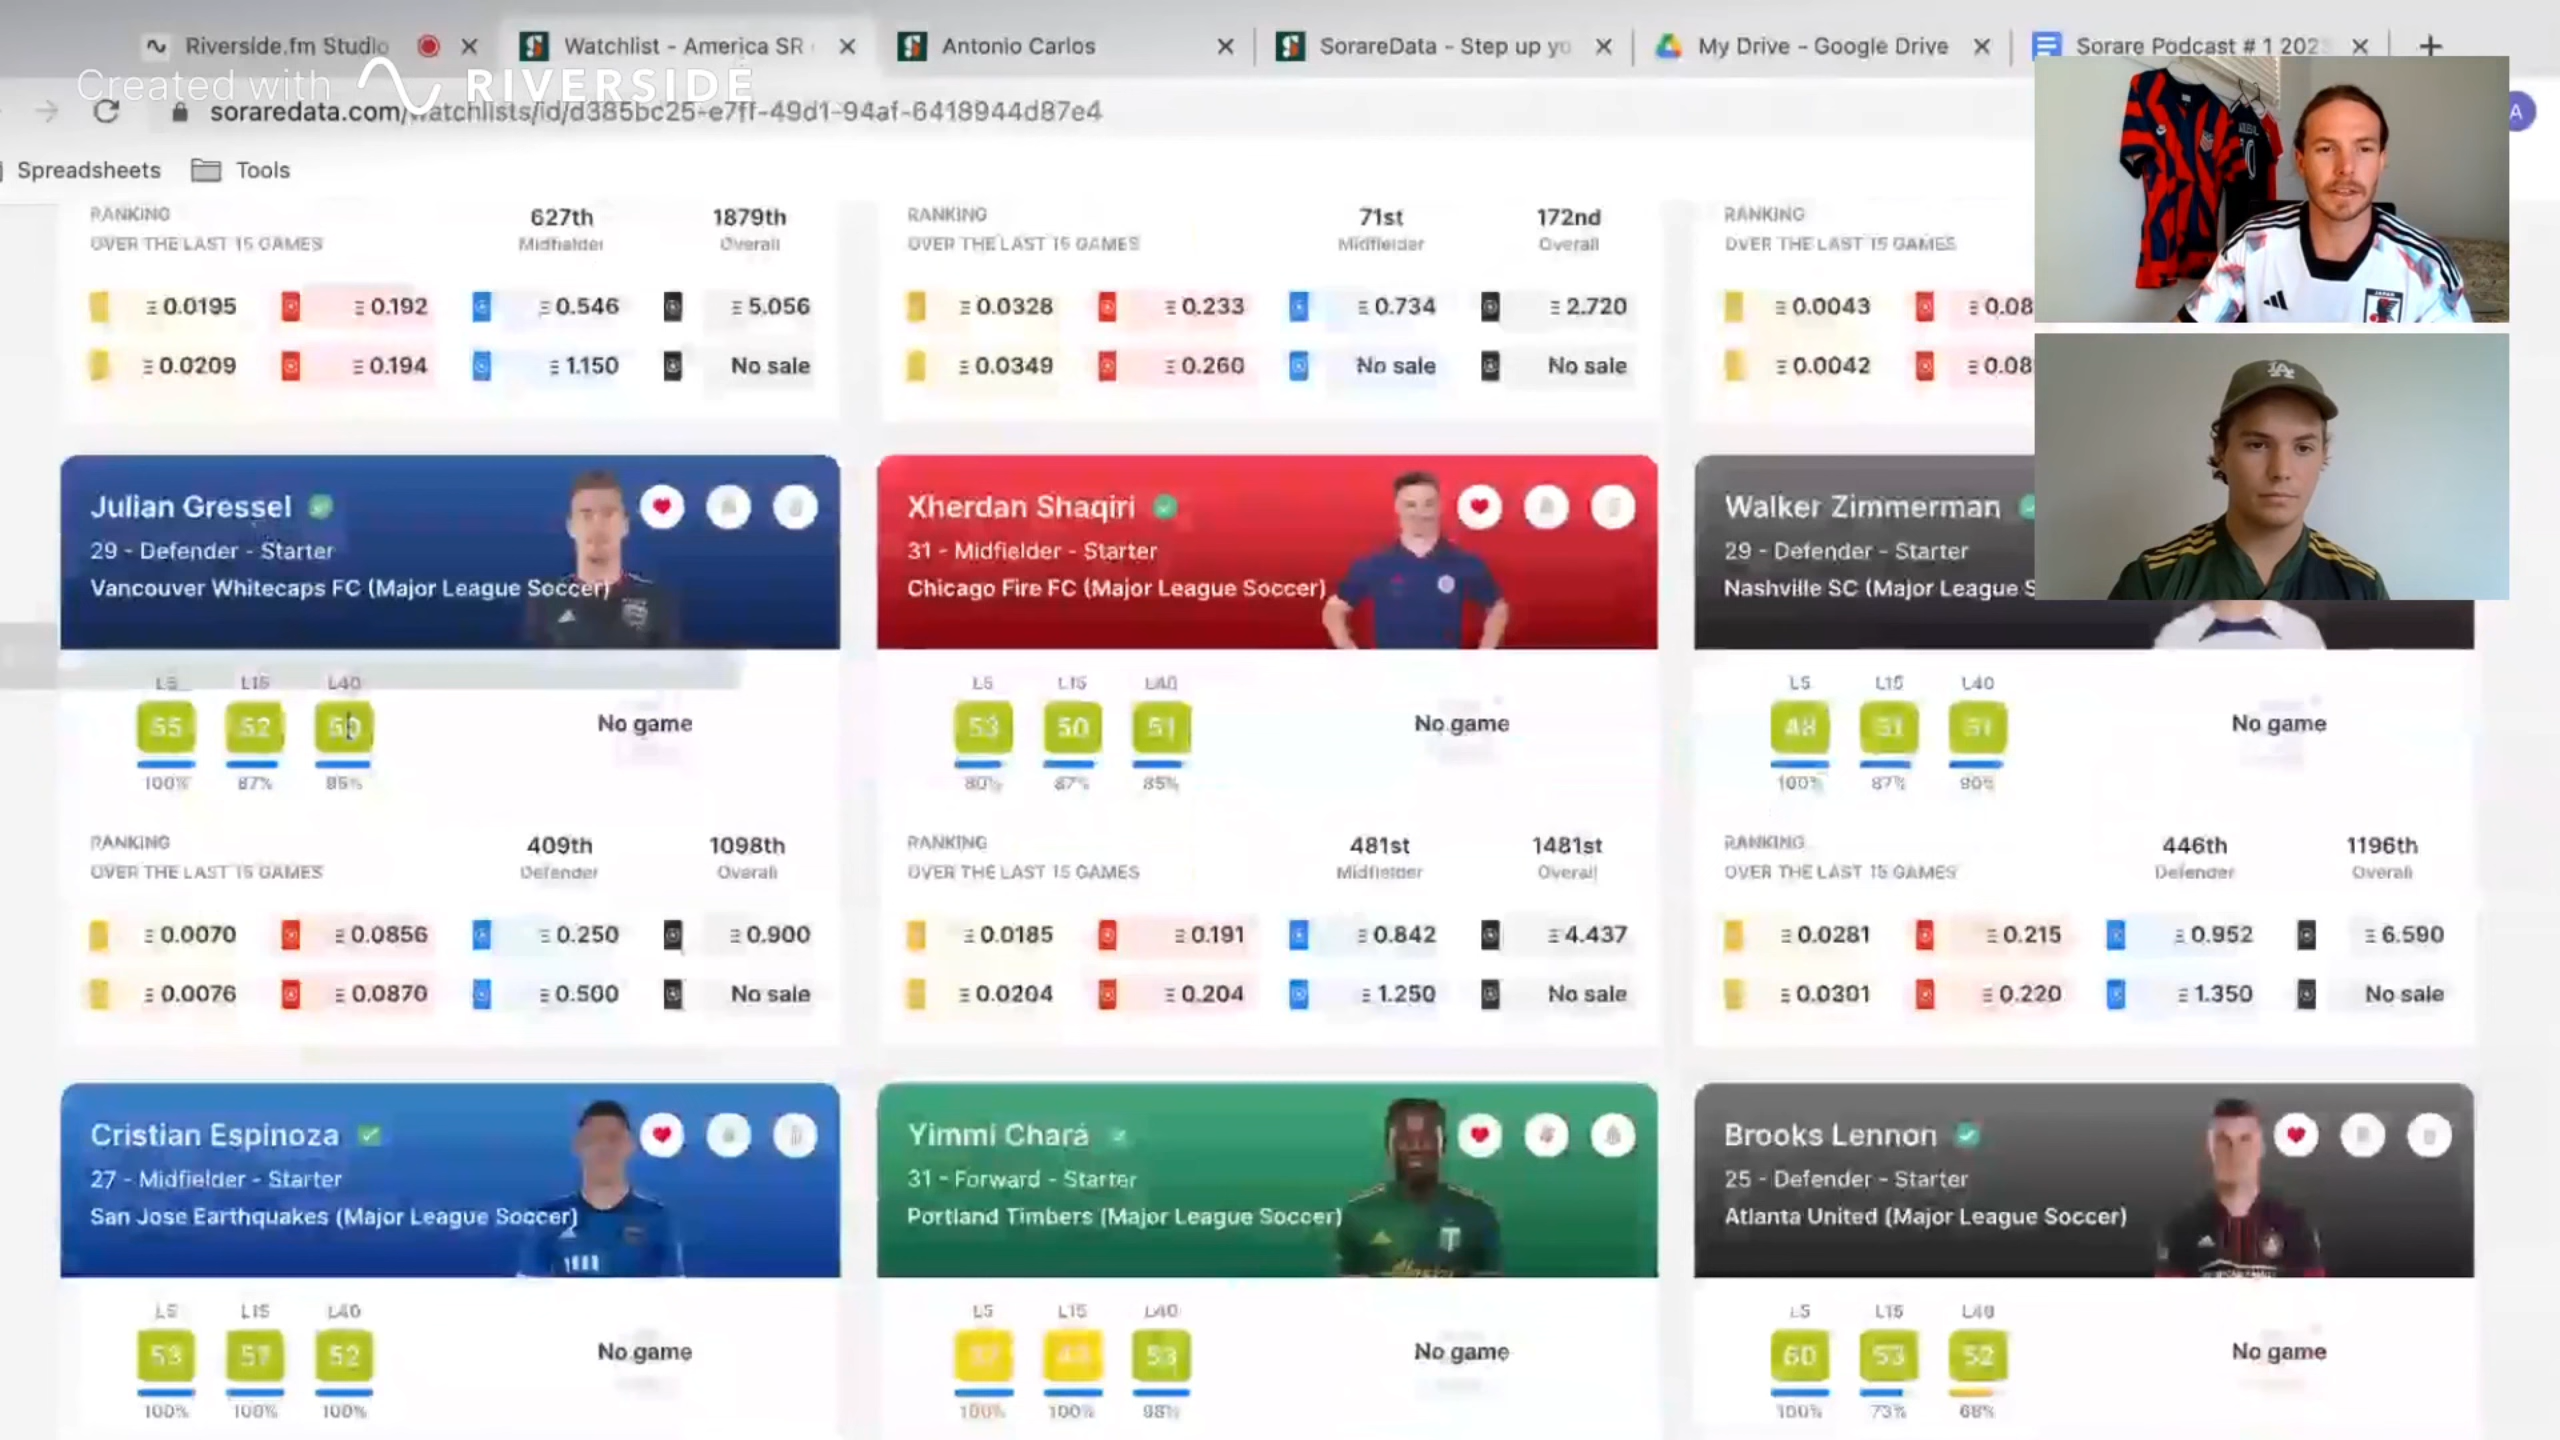 Riverside.fm Studio
Watchlist - America SR
Antonio Carlos
SorareData - Step up yo
My Drive - Google Drive
Sorare Podcast # 1 202
Created with RIVERSIDE
soraredata.com/watchlists/id/d385bc25-e7ff-49d1-94af-6418944d87e4
A
Spreadsheets
Tools
RANKING 627th 1879th
OVER THE LAST 15 GAMES Midfielder Overall
0.0195 0.192 0.546 5.056
0.0209 0.194 1.150 No sale
RANKING 71st 172nd
OVER THE LAST 15 GAMES Midfielder Overall
0.0328 0.233 0.734 2.720
0.0349 0.260 No sale No sale
RANKING
OVER THE LAST 15 GAMES
0.0043 0.08
0.0042 0.08
Julian Gressel
29 - Defender - Starter
Vancouver Whitecaps FC (Major League Soccer)
L5 L15 L40
55 52 50 No game
100% 87% 85%
RANKING 409th 1098th
OVER THE LAST 15 GAMES Defender Overall
0.0070 0.0856 0.250 0.900
0.0076 0.0870 0.500 No sale
Xherdan Shaqiri
31 - Midfielder - Starter
Chicago Fire FC (Major League Soccer)
L5 L15 L40
53 50 51 No game
80% 87% 85%
RANKING 481st 1481st
OVER THE LAST 15 GAMES Midfielder Overall
0.0185 0.191 0.842 4.437
0.0204 0.204 1.250 No sale
Walker Zimmerman
29 - Defender - Starter
Nashville SC (Major League S
L5 L15 L40
48 51 51 No game
100% 87% 90%
RANKING 446th 1196th
OVER THE LAST 15 GAMES Defender Overall
0.0281 0.215 0.952 6.590
0.0301 0.220 1.350 No sale
Cristian Espinoza
27 - Midfielder - Starter
San Jose Earthquakes (Major League Soccer)
L5 L15 L40
53 52 No game
100% 100% 100%
Yimmi Chará
31 - Forward - Starter
Portland Timbers (Major League Soccer)
L5 L15 L40
53 No game
100% 100% 98%
Brooks Lennon
25 - Defender - Starter
Atlanta United (Major League Soccer)
L5 L15 L40
60 53 52 No game
100% 73% 68%